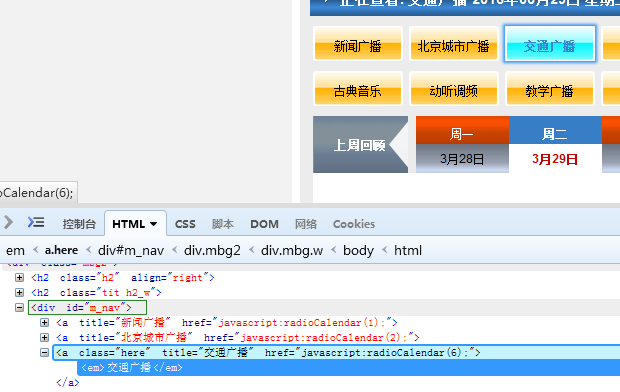 正在查看: 交通广播 2016年03月29日 星期二
新闻广播 北京城市广播 交通广播
古典音乐 动听调频 教学广播
上周回顾 周一 周二
3月28日 3月29日
oCalendar(6);
控制台 HTML CSS 脚本 DOM 网络 Cookies
em < a.here < div#m_nav < div.mbg2 < div.mbg.w < body < html
<div class="mbg2">
<h2 class="h2" align="right">
<h2 class="tit h2_w">
<div id="m_nav">
<a title="新闻广播" href="javascript:radioCalendar(1);">
<a title="北京城市广播" href="javascript:radioCalendar(2);">
<a class="here" title="交通广播" href="javascript:radioCalendar(6);">
<em>交通广播</em>
</a>